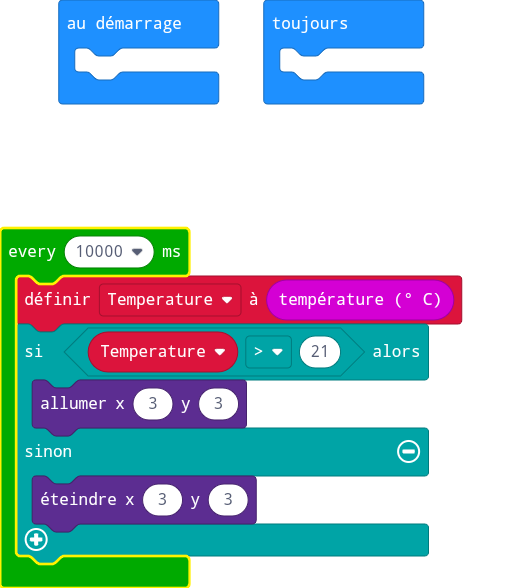 au démarrage
toujours
every 10000 ms
définir Temperature à température (° C)
si Temperature > 21 alors
allumer x 3 y 3
sinon
éteindre x 3 y 3